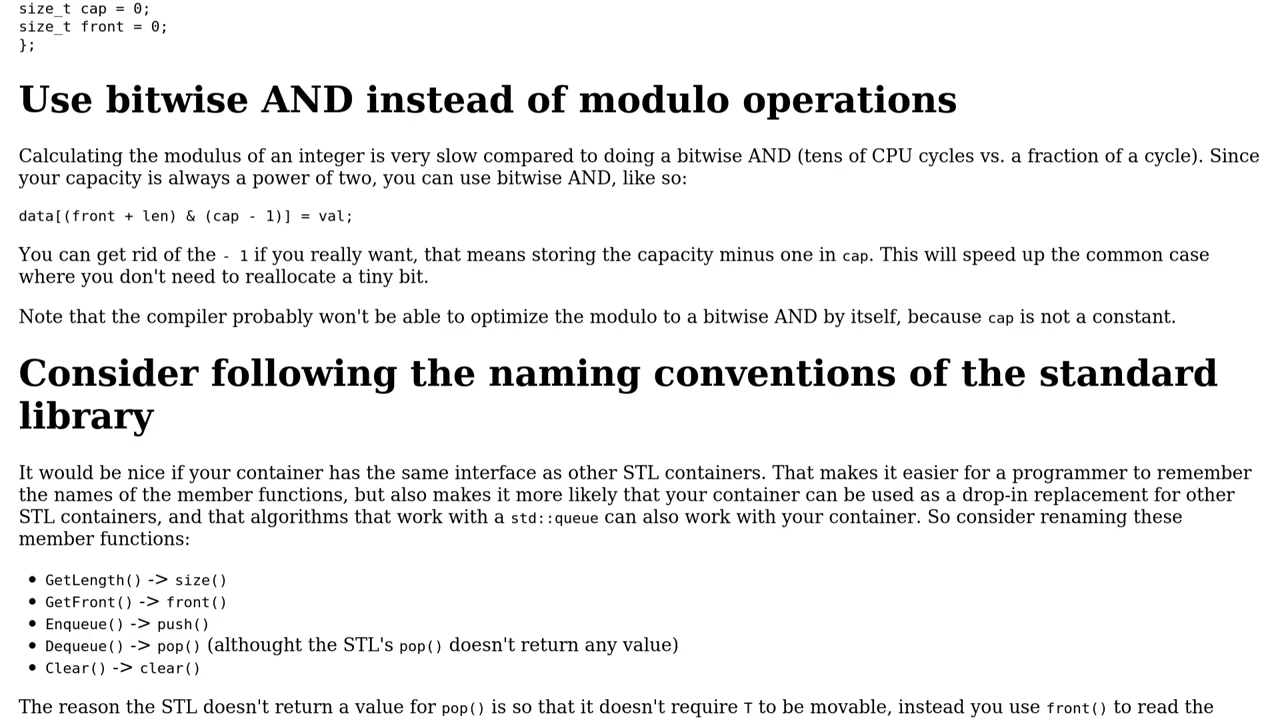 size_t cap = 0;
size_t front = 0;
};
Use bitwise AND instead of modulo operations
Calculating the modulus of an integer is very slow compared to doing a bitwise AND (tens of CPU cycles vs. a fraction of a cycle). Since
your capacity is always a power of two, you can use bitwise AND, like so:
data[(front + len) & (cap - 1)] = val;
You can get rid of the - 1 if you really want, that means storing the capacity minus one in cap. This will speed up the common case
where you don't need to reallocate a tiny bit.
Note that the compiler probably won't be able to optimize the modulo to a bitwise AND by itself, because cap is not a constant.
Consider following the naming conventions of the standard
library
It would be nice if your container has the same interface as other STL containers. That makes it easier for a programmer to remember
the names of the member functions, but also makes it more likely that your container can be used as a drop-in replacement for other
STL containers, and that algorithms that work with a std::queue can also work with your container. So consider renaming these
member functions:
• GetLength() -> size()
• GetFront() -> front()
• Enqueue() -> push()
• Dequeue() -> pop() (althought the STL's pop() doesn't return any value)
• Clear() -> clear()
The reason the STL doesn't return a value for pop() is so that it doesn't require T to be movable, instead you use front() to read the